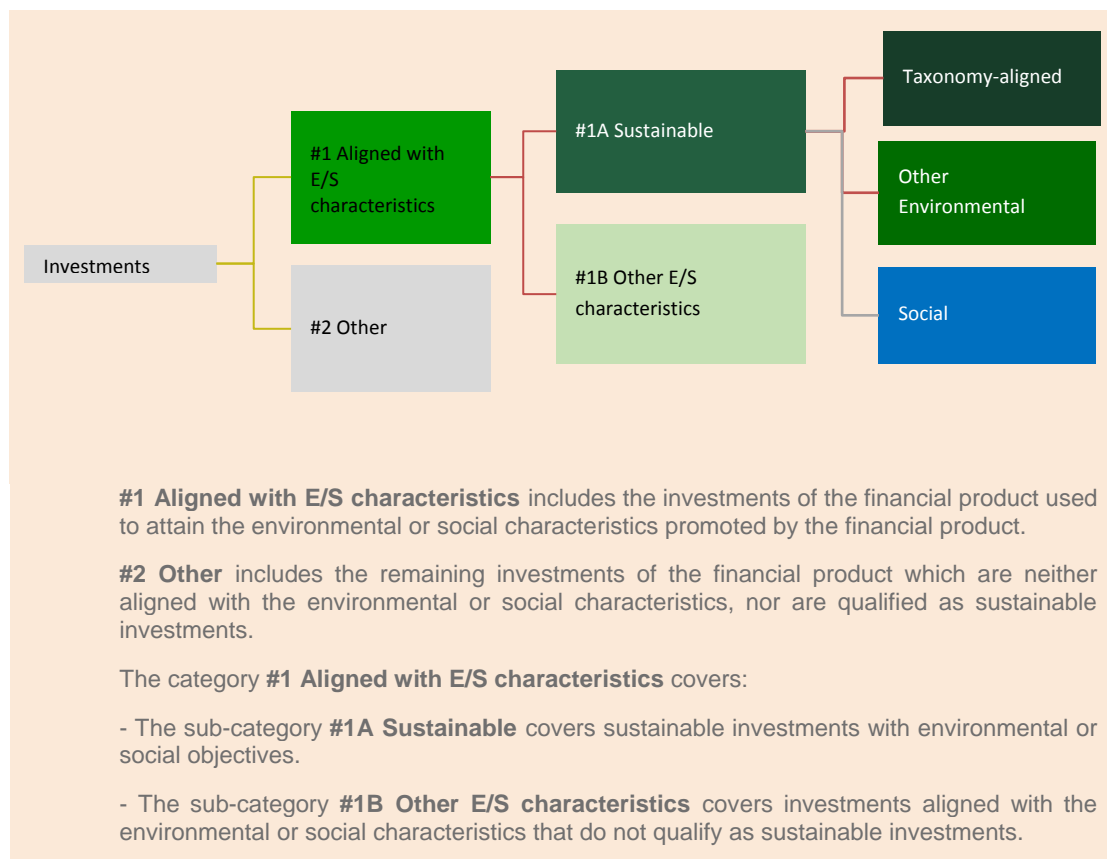 Taxonomy-aligned
#1A Sustainable
#1 Aligned with
E/S
characteristics
Other
Environmental
Investments
#1B Other E/S
characteristics
Social
#2 Other
#1 Aligned with E/S characteristics includes the investments of the financial product used
to attain the environmental or social characteristics promoted by the financial product.
#2 Other includes the remaining investments of the financial product which are neither
aligned with the environmental or social characteristics, nor are qualified as sustainable
investments.
The category #1 Aligned with E/S characteristics covers:
- The sub-category #1A Sustainable covers sustainable investments with environmental or
social objectives.
- The sub-category #1B Other E/S characteristics covers investments aligned with the
environmental or social characteristics that do not qualify as sustainable investments.